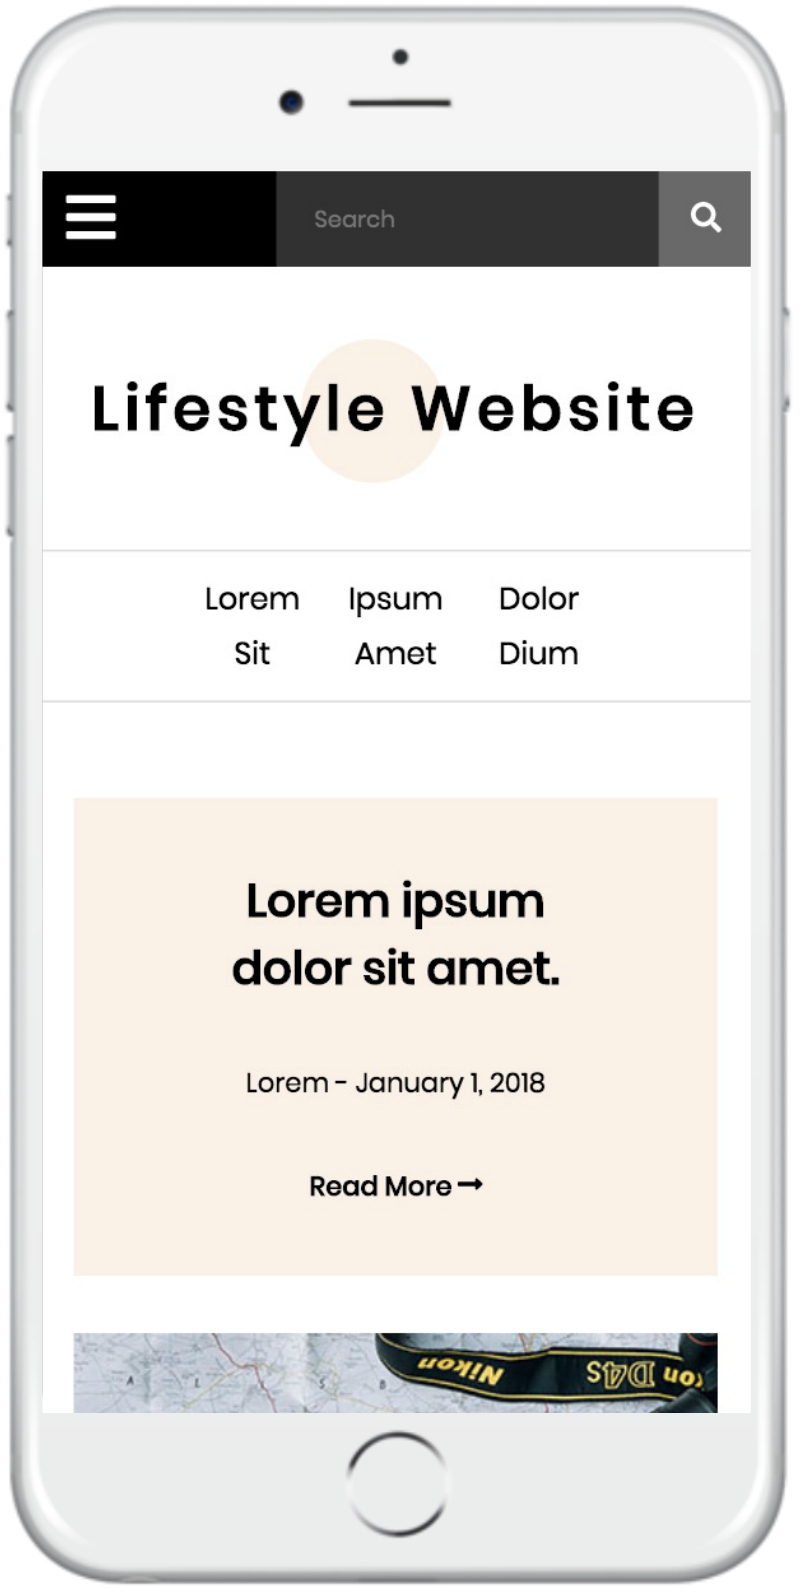 Search
Lifestyle Website
Lorem Ipsum Dolor
Sit Amet Dium
Lorem ipsum
dolor sit amet.
Lorem - January 1, 2018
Read More
A L L S B
Nikon D4s